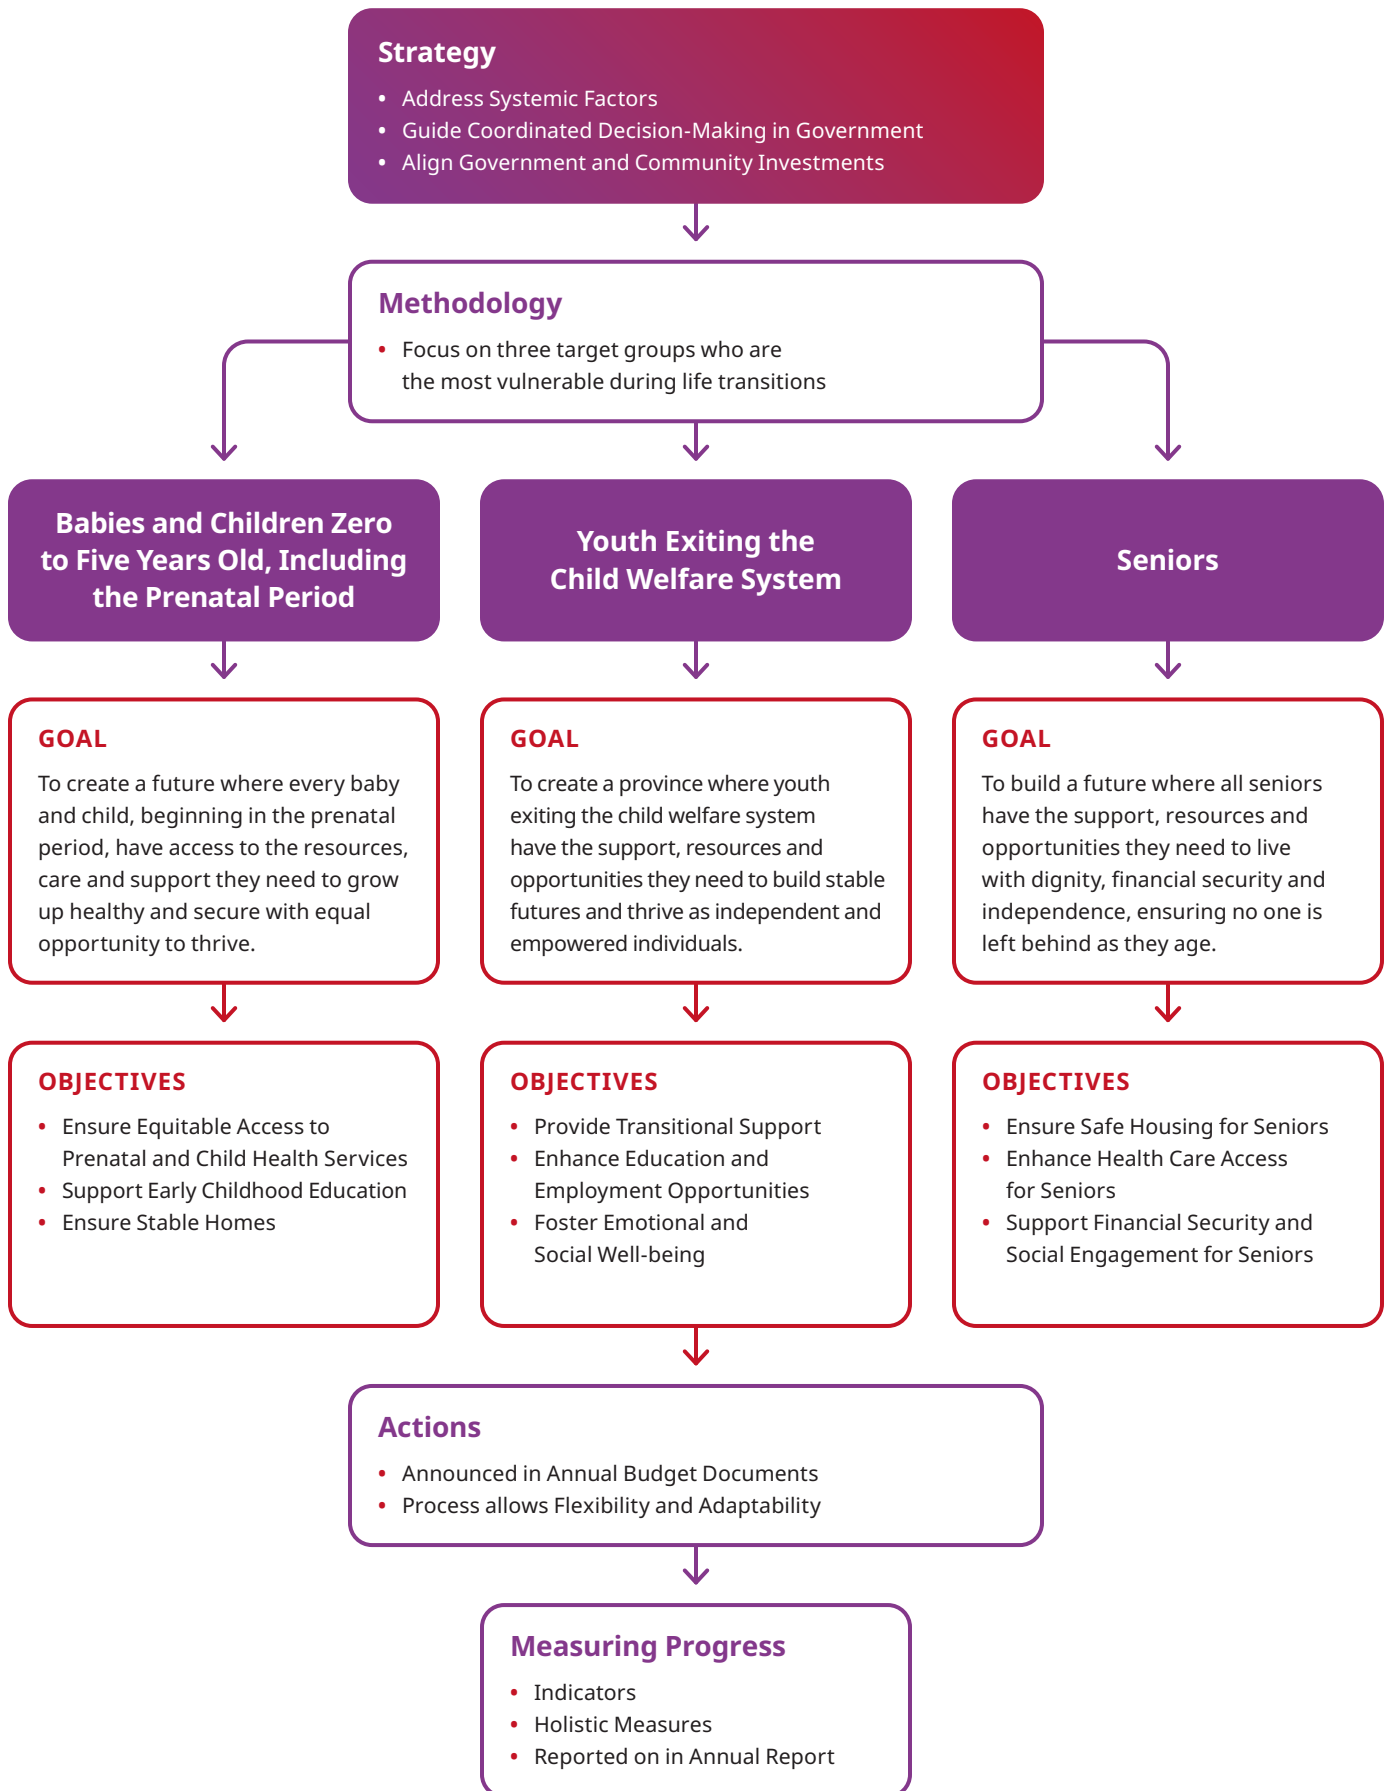 Strategy
• Address Systemic Factors
• Guide Coordinated Decision-Making in Government
• Align Government and Community Investments
Methodology
• Focus on three target groups who are
the most vulnerable during life transitions
Babies and Children Zero
to Five Years Old, Including
the Prenatal Period
GOAL
To create a future where every baby
and child, beginning in the prenatal
period, have access to the resources,
care and support they need to grow
up healthy and secure with equal
opportunity to thrive.
OBJECTIVES
• Ensure Equitable Access to
Prenatal and Child Health Services
• Support Early Childhood Education
• Ensure Stable Homes
Youth Exiting the
Child Welfare System
GOAL
To create a province where youth
exiting the child welfare system
have the support, resources and
opportunities they need to build stable
futures and thrive as independent and
empowered individuals.
OBJECTIVES
• Provide Transitional Support
• Enhance Education and
Employment Opportunities
• Foster Emotional and
Social Well-being
Seniors
GOAL
To build a future where all seniors
have the support, resources and
opportunities they need to live
with dignity, financial security and
independence, ensuring no one is
left behind as they age.
OBJECTIVES
• Ensure Safe Housing for Seniors
• Enhance Health Care Access
for Seniors
• Support Financial Security and
Social Engagement for Seniors
Actions
• Announced in Annual Budget Documents
• Process allows Flexibility and Adaptability
Measuring Progress
• Indicators
• Holistic Measures
• Reported on in Annual Report